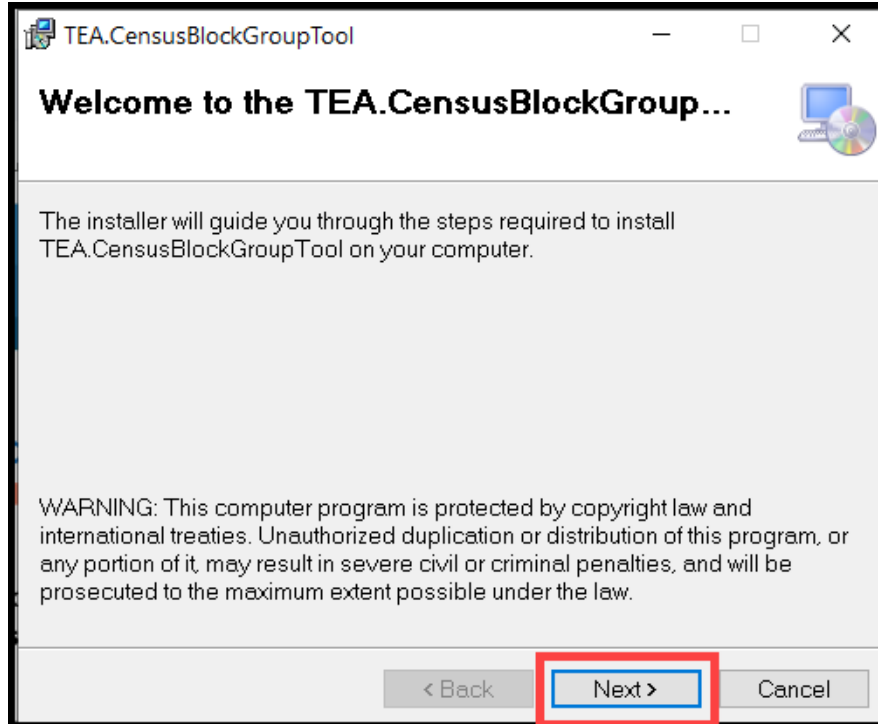 TEA.CensusBlockGroupTool
Welcome to the TEA.CensusBlockGroup...
The installer will guide you through the steps required to install
TEA.CensusBlockGroupTool on your computer.
WARNING: This computer program is protected by copyright law and
international treaties. Unauthorized duplication or distribution of this program, or
any portion of it, may result in severe civil or criminal penalties, and will be
prosecuted to the maximum extent possible under the law.
< Back Next > Cancel